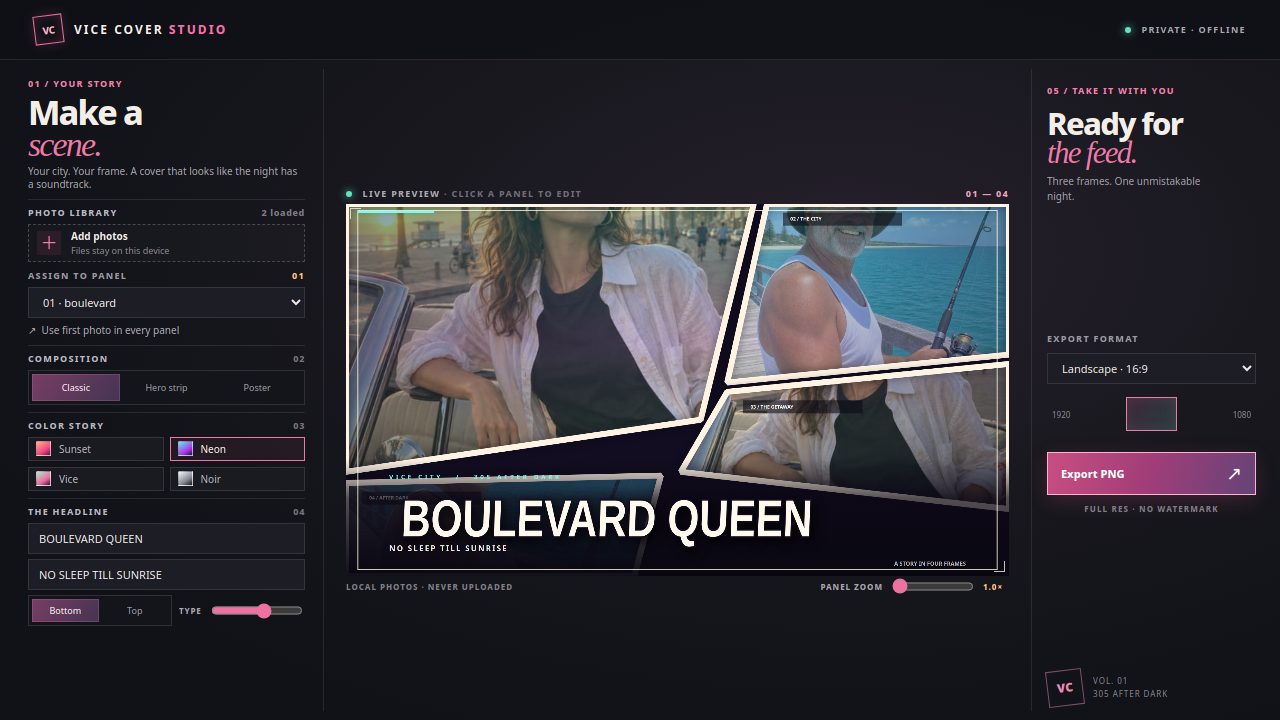 VC VICE COVER STUDIO
PRIVATE · OFFLINE
01 / YOUR STORY
Make a
scene.
Your city. Your frame. A cover that looks like the night has
a soundtrack.
PHOTO LIBRARY 2 loaded
Add photos
Files stay on this device
ASSIGN TO PANEL 01
01 · boulevard
↗ Use first photo in every panel
COMPOSITION 02
Classic Hero strip Poster
COLOR STORY 03
Sunset Neon
Vice Noir
THE HEADLINE 04
BOULEVARD QUEEN
NO SLEEP TILL SUNRISE
Bottom Top TYPE
LIVE PREVIEW · CLICK A PANEL TO EDIT 01 — 04
02 / THE CITY
03 / THE GETAWAY
VICE CITY / 305 AFTER DARK
04 / AFTER DARK
BOULEVARD QUEEN
NO SLEEP TILL SUNRISE
A STORY IN FOUR FRAMES
LOCAL PHOTOS · NEVER UPLOADED PANEL ZOOM 1.0×
05 / TAKE IT WITH YOU
Ready for
the feed.
Three frames. One unmistakable
night.
EXPORT FORMAT
Landscape · 16:9
1920 1080
Export PNG ↗
FULL RES · NO WATERMARK
VC VOL. 01
305 AFTER DARK